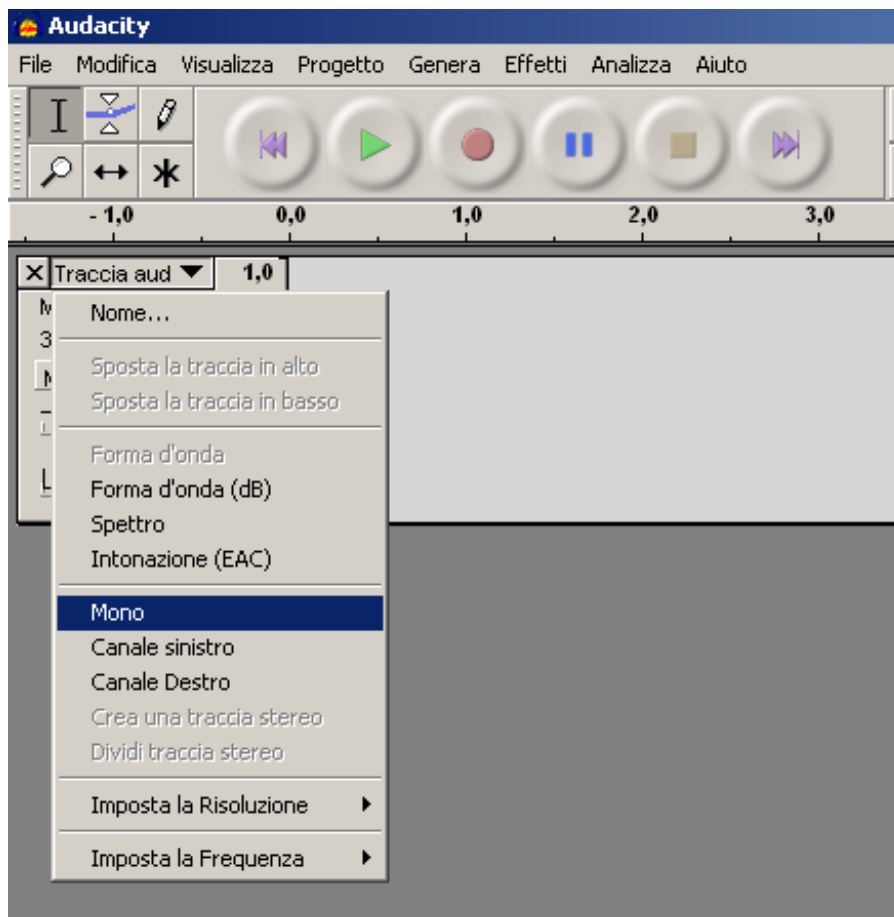 Audacity
File Modifica Visualizza Progetto Genera Effetti Analizza Aiuto
- 1,0 0,0 1,0 2,0 3,0
Traccia aud 1,0
Nome...
Sposta la traccia in alto
Sposta la traccia in basso
Forma d'onda
Forma d'onda (dB)
Spettro
Intonazione (EAC)
Mono
Canale sinistro
Canale Destro
Crea una traccia stereo
Dividi traccia stereo
Imposta la Risoluzione
Imposta la Frequenza